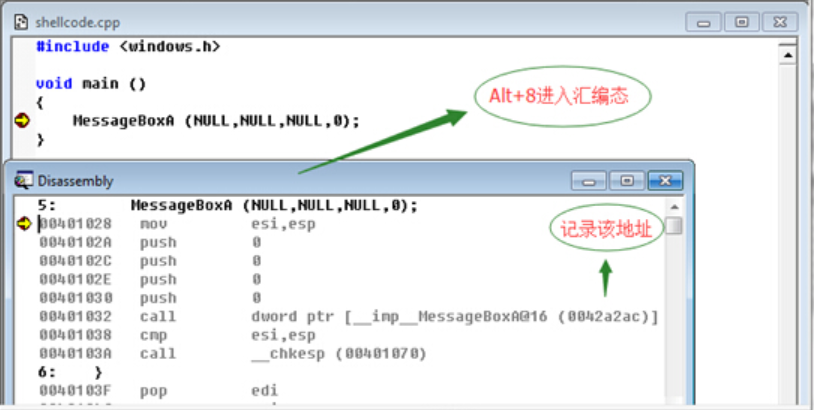 shellcode.cpp
#include <windows.h>
void main ()
{
Alt+8进入汇编态
MessageBoxA (NULL,NULL,NULL,0);
}
Disassembly
5: MessageBoxA (NULL,NULL,NULL,0);
00401028 mov esi,esp
记录该地址
0040102A push 0
0040102C push 0
0040102E push 0
00401030 push 0
00401032 call dword ptr [__imp__MessageBoxA@16 (0042a2ac)]
00401038 cmp esi,esp
0040103A call __chkesp (00401070)
6: }
0040103F pop edi